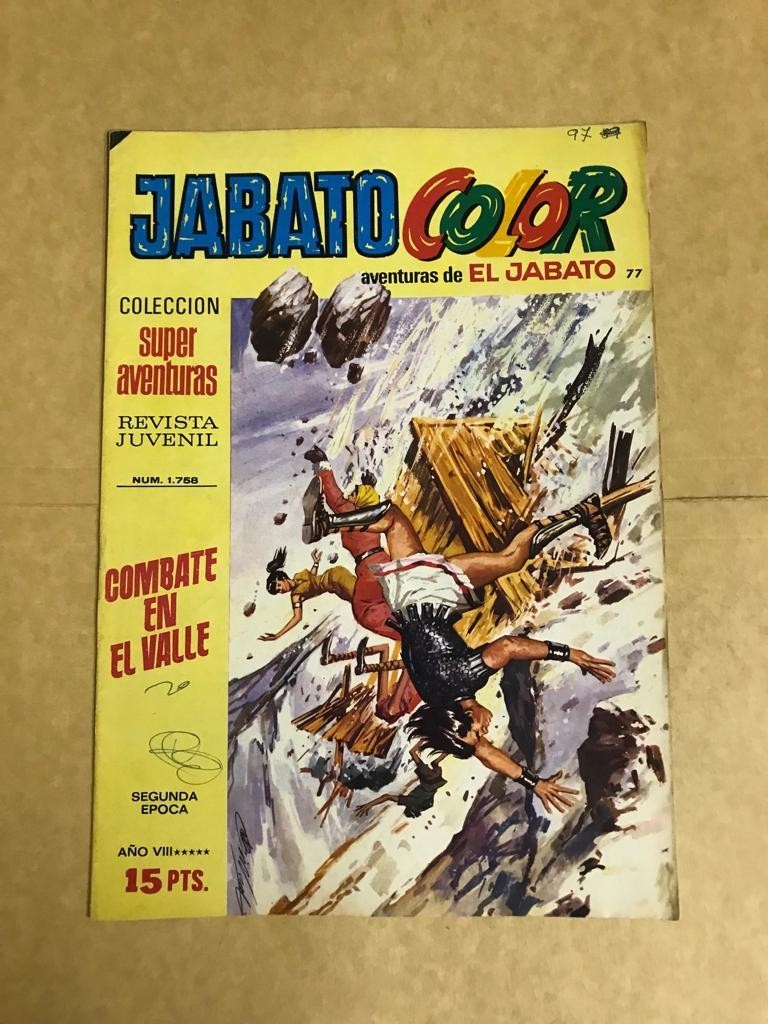 97
JABATO COLOR
aventuras de EL JABATO 77
COLECCION
super
aventuras
REVISTA
JUVENIL
NUM. 1.758
COMBATE
EN
EL VALLE
SEGUNDA
EPOCA
AÑO VIII★★★★★
15 PTS.